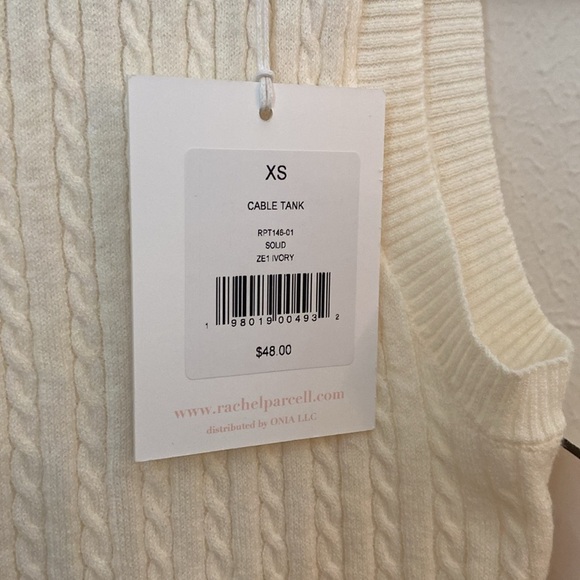 XS
CABLE TANK
RPT146-01
SOLID
ZE1 IVORY
1 98019 00493 2
$48.00
www.rachelparcell.com
distributed by ONIA LLC